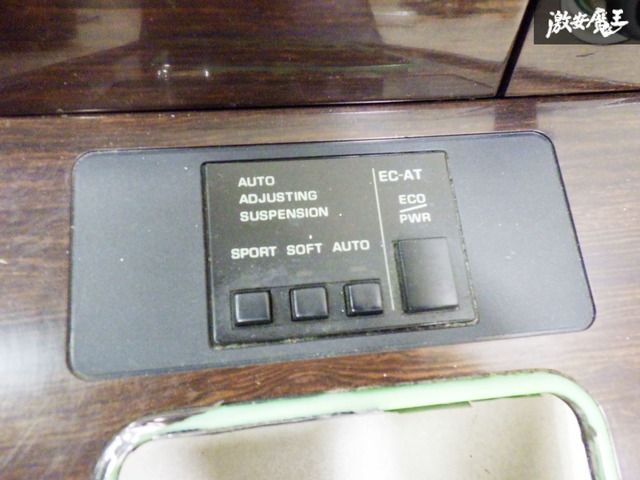 激安魔王
AUTO
ADJUSTING
SUSPENSION
SPORT SOFT AUTO
EC-AT
ECO
PWR